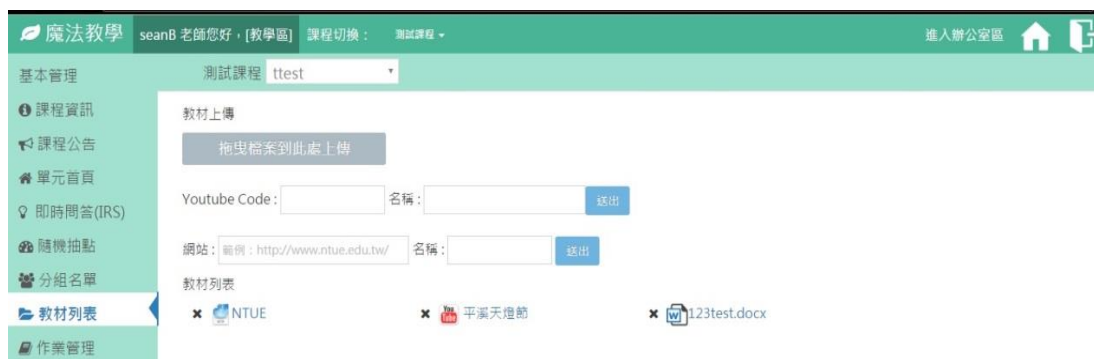 魔法教學 seanB 老師您好，[教學區] 課程切換： 測試課程 進入辦公室區
基本管理 測試課程 ttest
課程資訊 教材上傳
課程公告 拖曳檔案到此處上傳
單元首頁
即時問答(IRS) Youtube Code : 名稱 : 送出
隨機抽點 網站 : 範例：http://www.ntue.edu.tw/ 名稱 : 送出
分組名單 教材列表
教材列表 NTUE You Tube 平溪天燈節 W 123test.docx
作業管理